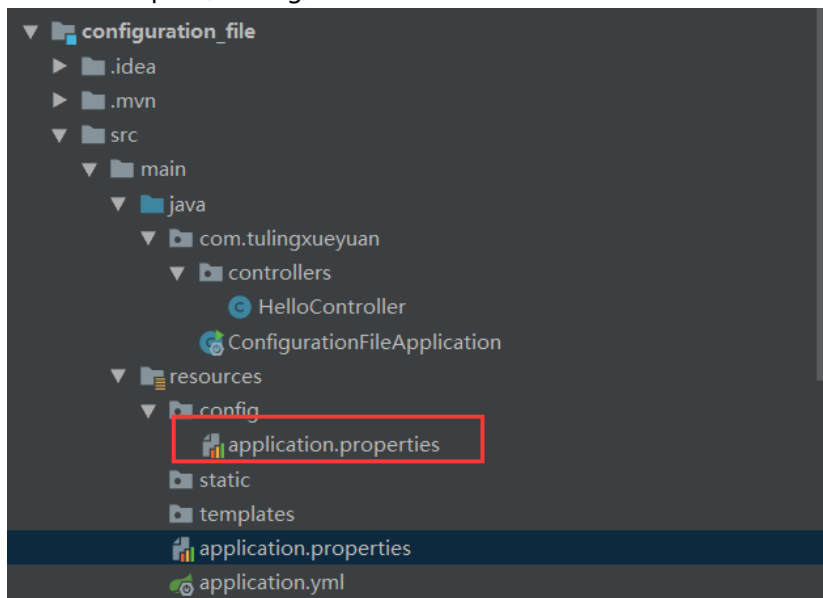 configuration_file
.idea
.mvn
src
main
java
com.tulingxueyuan
controllers
HelloController
ConfigurationFileApplication
resources
config
application.properties
static
templates
application.properties
application.yml